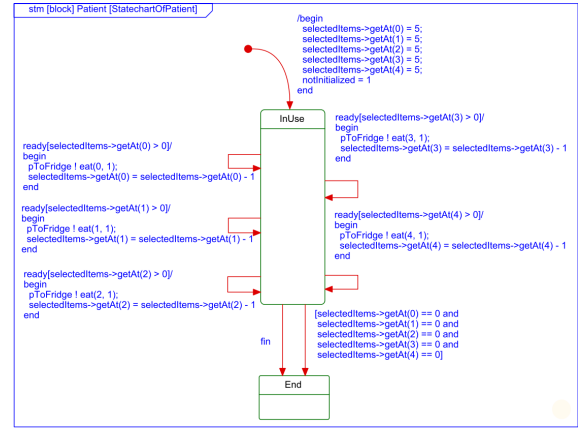 stm [block] Patient [StatechartOfPatient]
/begin
selectedItems->getAt(0) = 5;
selectedItems->getAt(1) = 5;
selectedItems->getAt(2) = 5;
selectedItems->getAt(3) = 5;
selectedItems->getAt(4) = 5;
notInitialized = 1
end
InUse
ready[selectedItems->getAt(0) > 0]/
begin
pToFridge ! eat(0, 1);
selectedItems->getAt(0) = selectedItems->getAt(0) - 1
end
ready[selectedItems->getAt(1) > 0]/
begin
pToFridge ! eat(1, 1);
selectedItems->getAt(1) = selectedItems->getAt(1) - 1
end
ready[selectedItems->getAt(2) > 0]/
begin
pToFridge ! eat(2, 1);
selectedItems->getAt(2) = selectedItems->getAt(2) - 1
end
ready[selectedItems->getAt(3) > 0]/
begin
pToFridge ! eat(3, 1);
selectedItems->getAt(3) = selectedItems->getAt(3) - 1
end
ready[selectedItems->getAt(4) > 0]/
begin
pToFridge ! eat(4, 1);
selectedItems->getAt(4) = selectedItems->getAt(4) - 1
end
fin
[selectedItems->getAt(0) == 0 and
selectedItems->getAt(1) == 0 and
selectedItems->getAt(2) == 0 and
selectedItems->getAt(3) == 0 and
selectedItems->getAt(4) == 0]
End